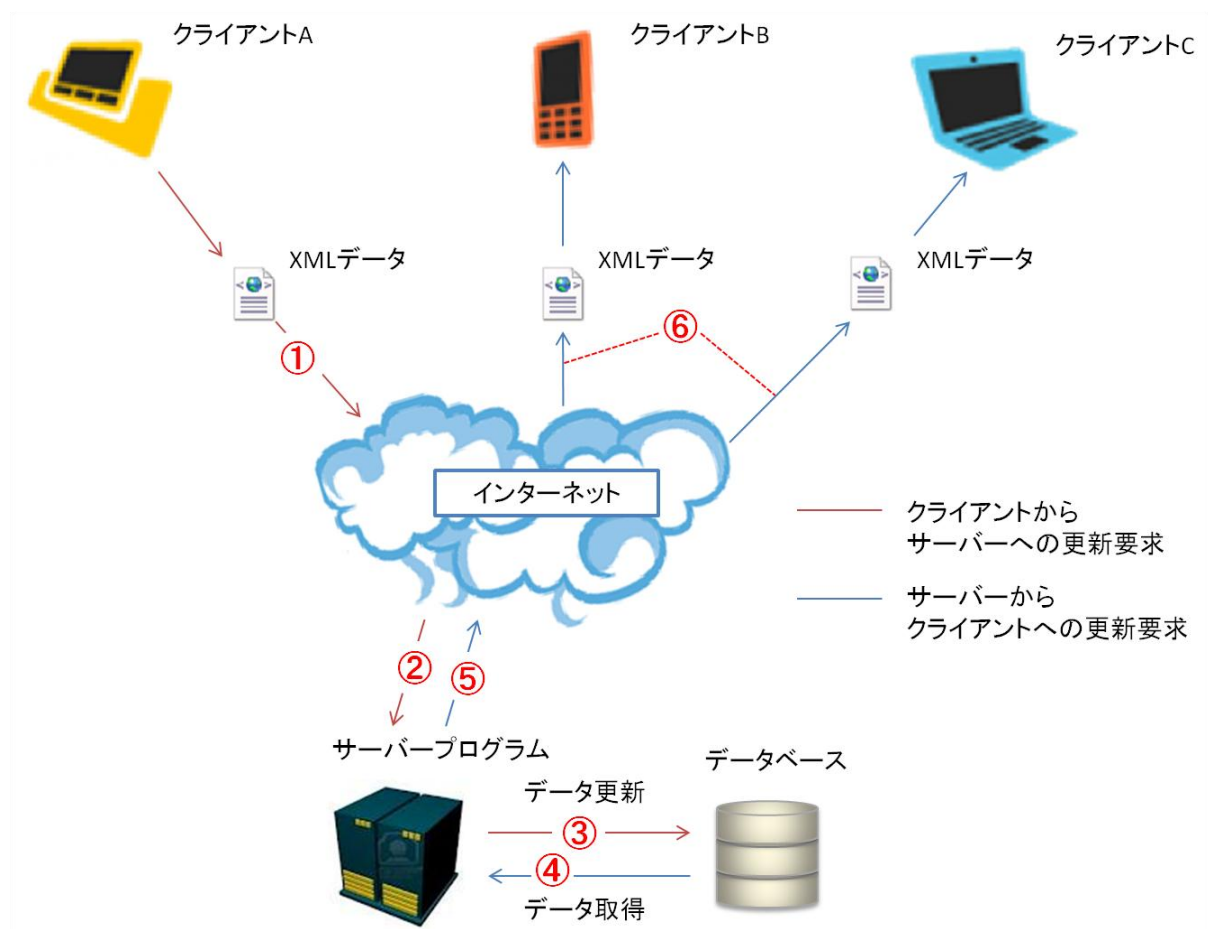 クライアントA
クライアントB
クライアントC
XMLデータ
XMLデータ
XMLデータ
①
⑥
インターネット
クライアントから
サーバーへの更新要求
サーバーから
クライアントへの更新要求
②
⑤
サーバープログラム
データベース
データ更新
③
④
データ取得